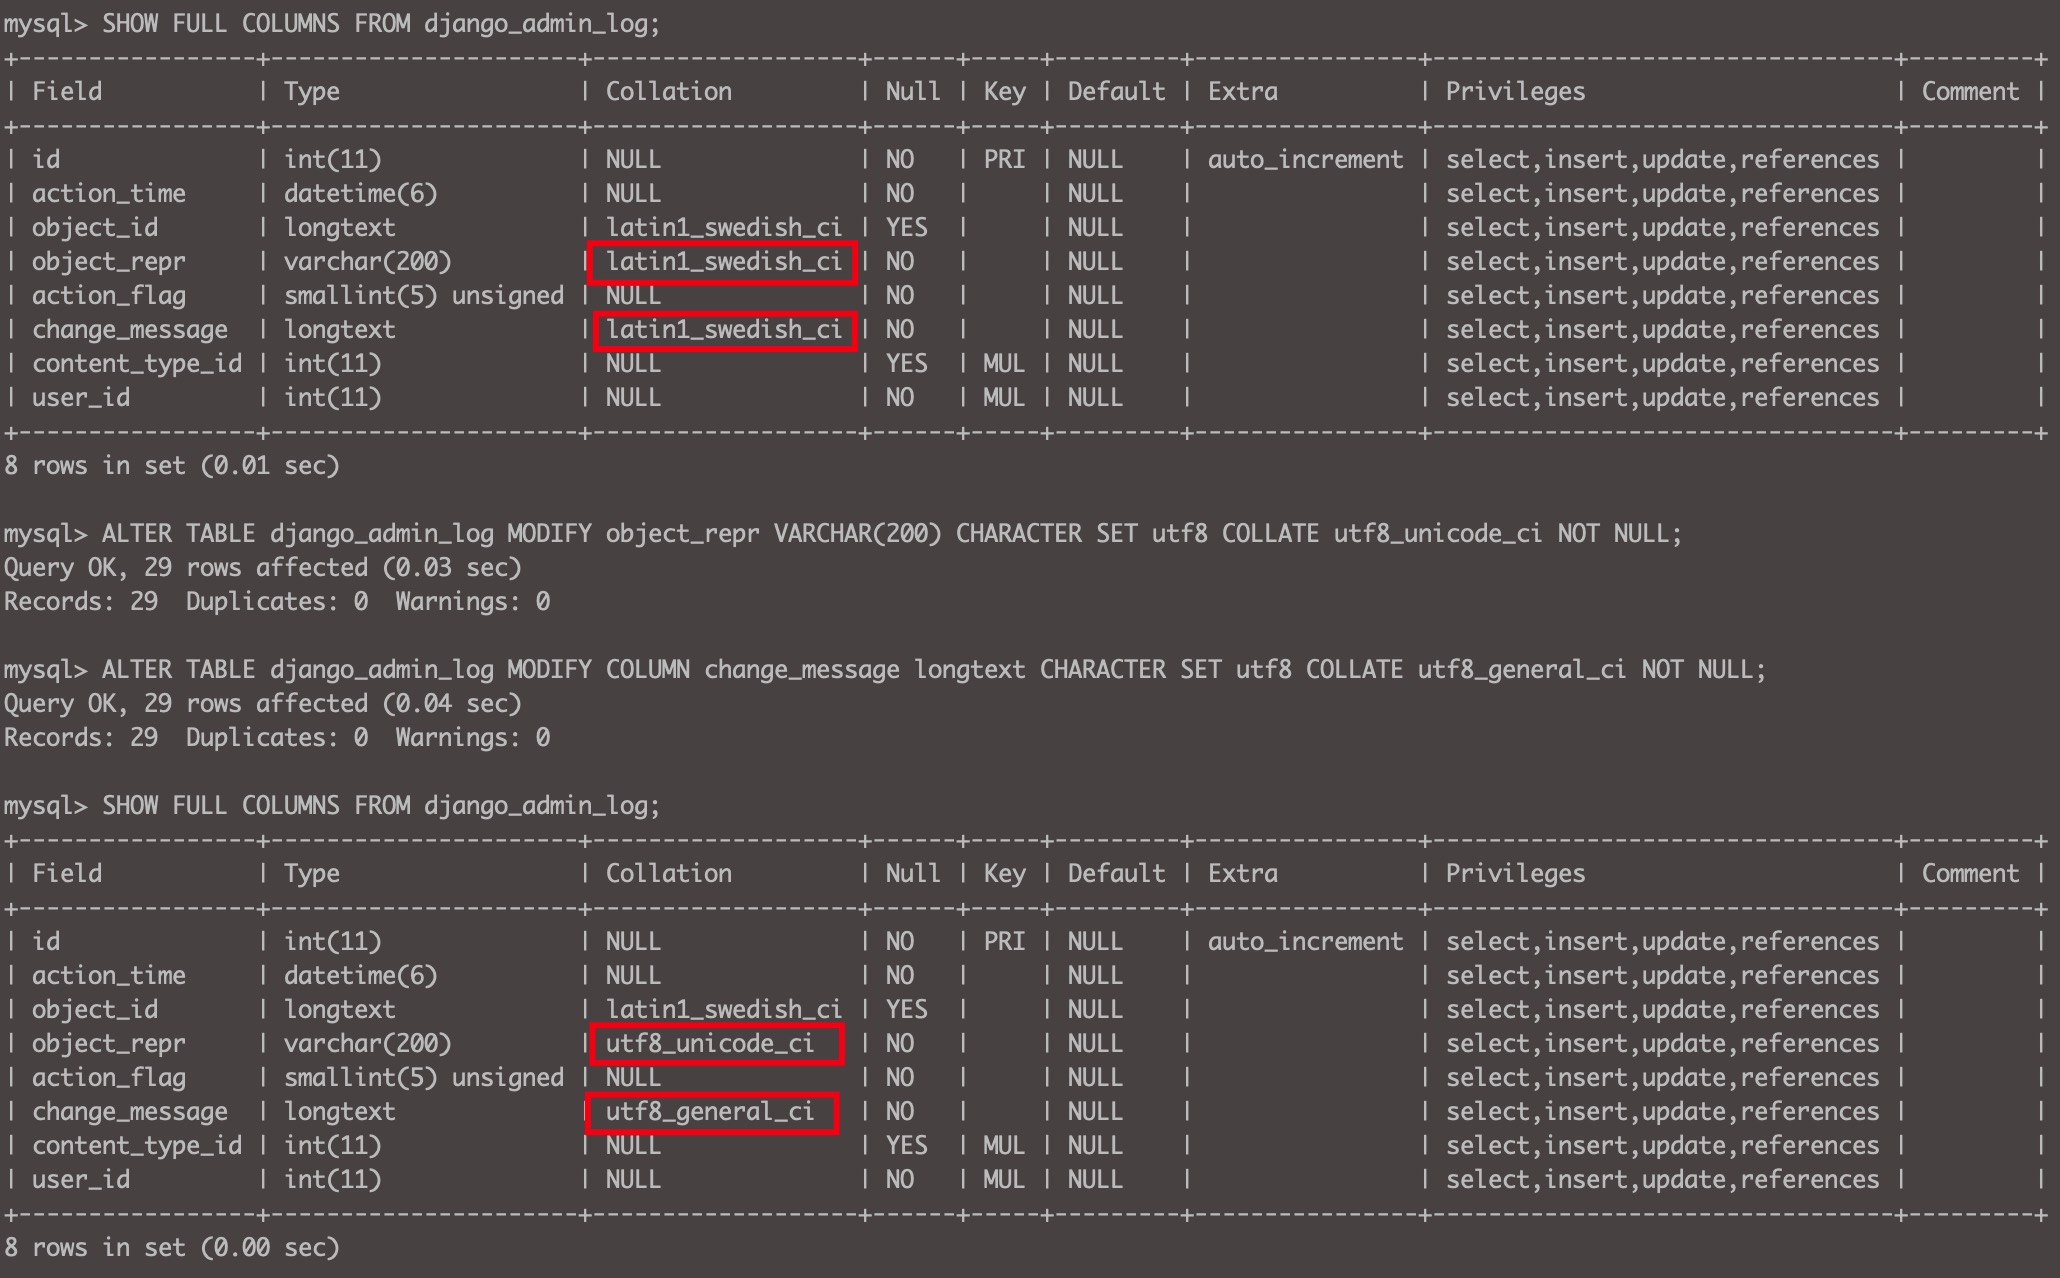 mysql> SHOW FULL COLUMNS FROM django_admin_log;
+-----------------+----------------------+-------------------+------+-----+---------+----------------+---------------------------------+---------+
| Field           | Type                 | Collation         | Null | Key | Default | Extra          | Privileges                      | Comment |
+-----------------+----------------------+-------------------+------+-----+---------+----------------+---------------------------------+---------+
| id              | int(11)              | NULL              | NO   | PRI | NULL    | auto_increment | select,insert,update,references |         |
| action_time     | datetime(6)          | NULL              | NO   |     | NULL    |                | select,insert,update,references |         |
| object_id       | longtext             | latin1_swedish_ci | YES  |     | NULL    |                | select,insert,update,references |         |
| object_repr     | varchar(200)         | latin1_swedish_ci | NO   |     | NULL    |                | select,insert,update,references |         |
| action_flag     | smallint(5) unsigned | NULL              | NO   |     | NULL    |                | select,insert,update,references |         |
| change_message  | longtext             | latin1_swedish_ci | NO   |     | NULL    |                | select,insert,update,references |         |
| content_type_id | int(11)              | NULL              | YES  | MUL | NULL    |                | select,insert,update,references |         |
| user_id         | int(11)              | NULL              | NO   | MUL | NULL    |                | select,insert,update,references |         |
+-----------------+----------------------+-------------------+------+-----+---------+----------------+---------------------------------+---------+
8 rows in set (0.01 sec)
mysql> ALTER TABLE django_admin_log MODIFY object_repr VARCHAR(200) CHARACTER SET utf8 COLLATE utf8_unicode_ci NOT NULL;
Query OK, 29 rows affected (0.03 sec)
Records: 29  Duplicates: 0  Warnings: 0
mysql> ALTER TABLE django_admin_log MODIFY COLUMN change_message longtext CHARACTER SET utf8 COLLATE utf8_general_ci NOT NULL;
Query OK, 29 rows affected (0.04 sec)
Records: 29  Duplicates: 0  Warnings: 0
mysql> SHOW FULL COLUMNS FROM django_admin_log;
+-----------------+----------------------+-------------------+------+-----+---------+----------------+---------------------------------+---------+
| Field           | Type                 | Collation         | Null | Key | Default | Extra          | Privileges                      | Comment |
+-----------------+----------------------+-------------------+------+-----+---------+----------------+---------------------------------+---------+
| id              | int(11)              | NULL              | NO   | PRI | NULL    | auto_increment | select,insert,update,references |         |
| action_time     | datetime(6)          | NULL              | NO   |     | NULL    |                | select,insert,update,references |         |
| object_id       | longtext             | latin1_swedish_ci | YES  |     | NULL    |                | select,insert,update,references |         |
| object_repr     | varchar(200)         | utf8_unicode_ci   | NO   |     | NULL    |                | select,insert,update,references |         |
| action_flag     | smallint(5) unsigned | NULL              | NO   |     | NULL    |                | select,insert,update,references |         |
| change_message  | longtext             | utf8_general_ci   | NO   |     | NULL    |                | select,insert,update,references |         |
| content_type_id | int(11)              | NULL              | YES  | MUL | NULL    |                | select,insert,update,references |         |
| user_id         | int(11)              | NULL              | NO   | MUL | NULL    |                | select,insert,update,references |         |
+-----------------+----------------------+-------------------+------+-----+---------+----------------+---------------------------------+---------+
8 rows in set (0.00 sec)